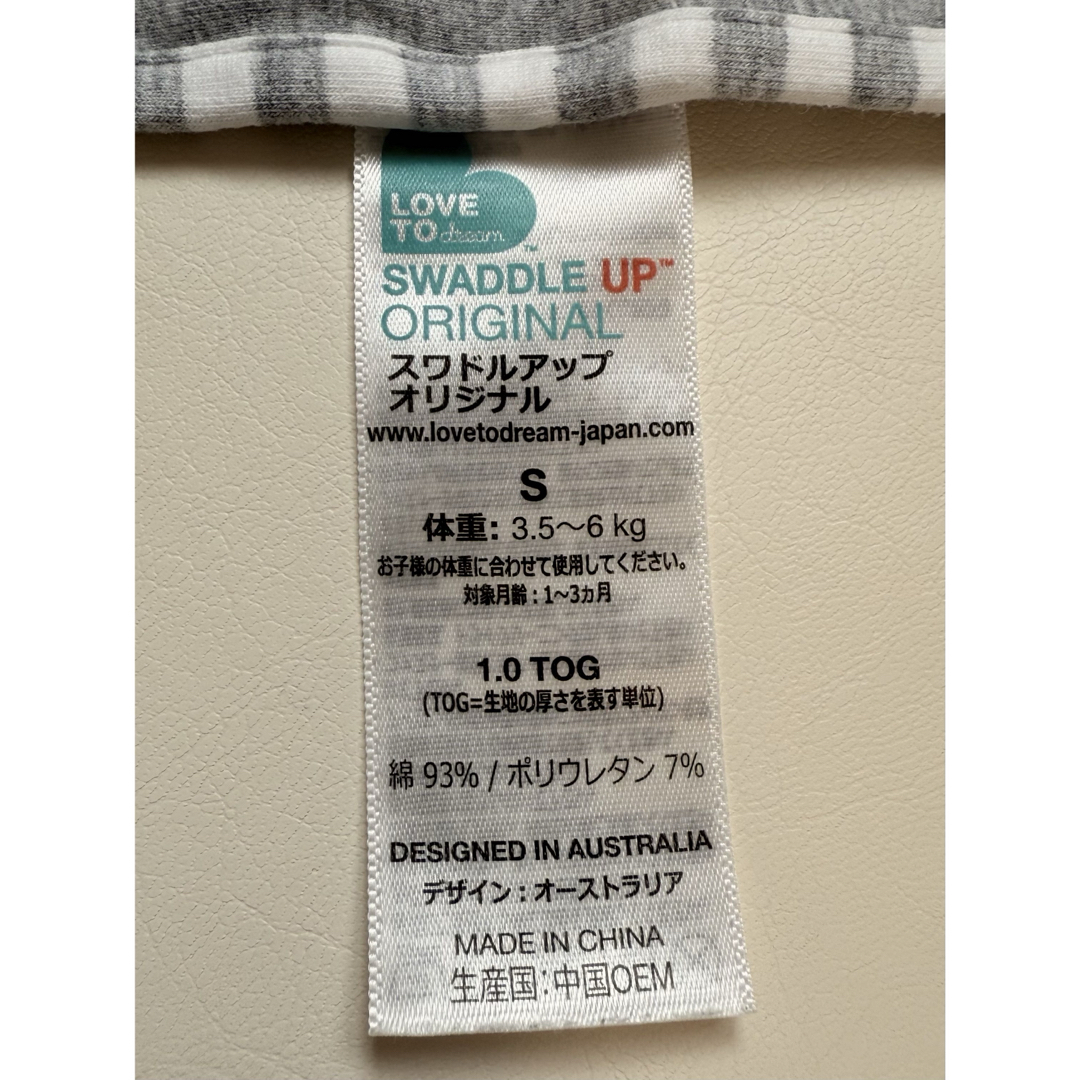 LOVE
TO dream™
SWADDLE UP™
ORIGINAL
スワドルアップ
オリジナル
www.lovetodream-japan.com
S
体重: 3.5〜6 kg
お子様の体重に合わせて使用してください。
対象月齢：1〜3ヵ月
1.0 TOG
(TOG=生地の厚さを表す単位)
綿 93% / ポリウレタン 7%
DESIGNED IN AUSTRALIA
デザイン：オーストラリア
MADE IN CHINA
生産国：中国OEM